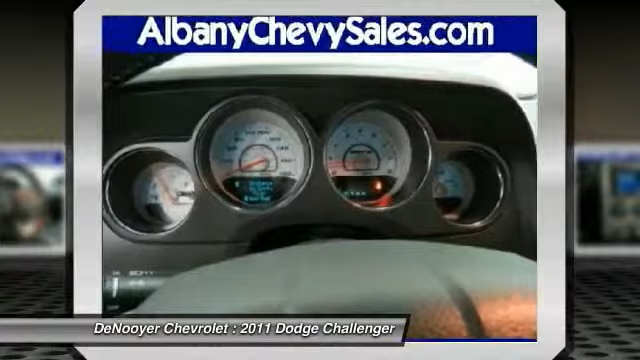 AlbanyChevySales.com
DeNooyer Chevrolet : 2011 Dodge Challenger